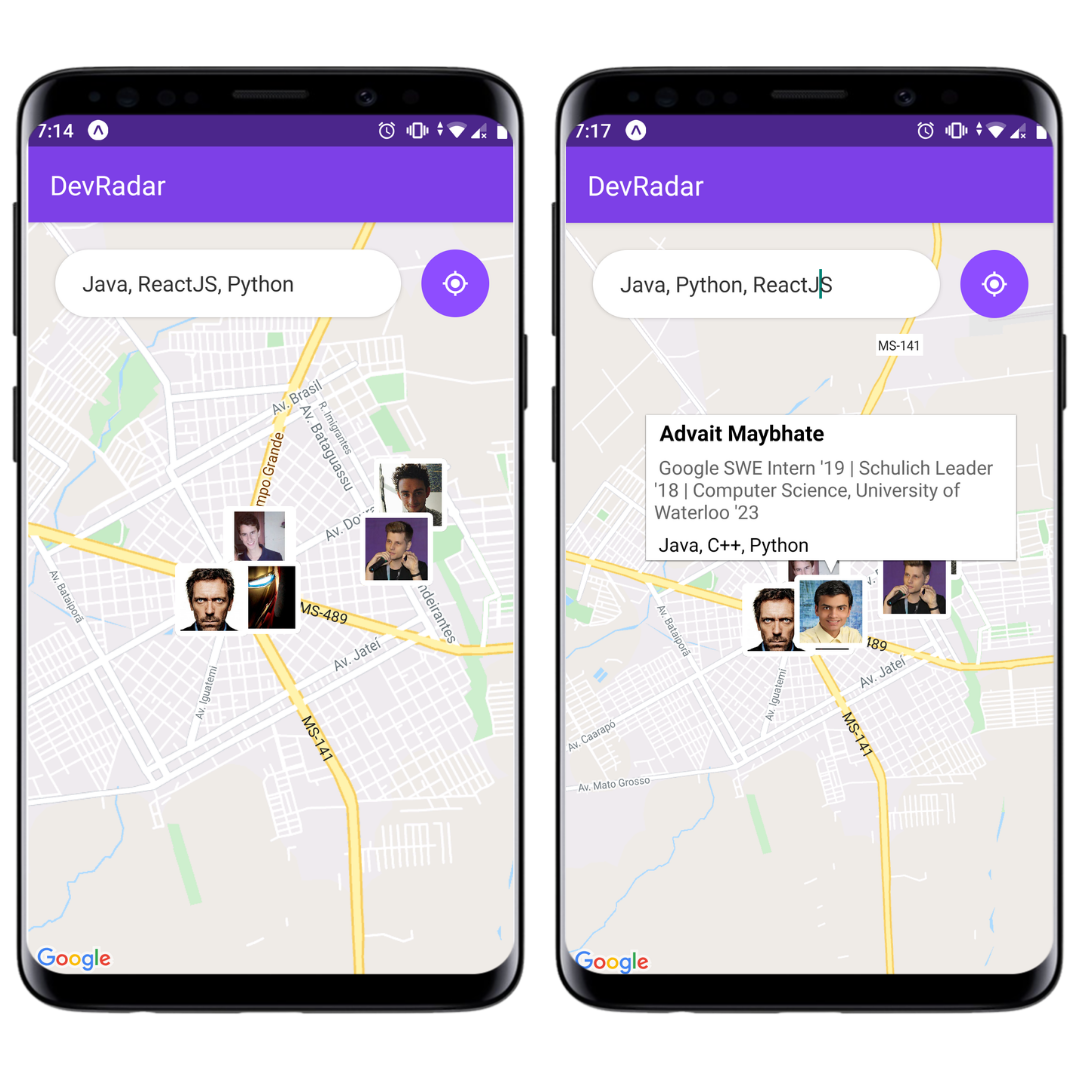 7:14
DevRadar
Java, ReactJS, Python
Av. Brasil
R. Imigrantes
Av. Bataguassu
mpo Grande
Av. Dou
ndeirantes
Av. Bataiporã
MS-489
Av. Jateí
Av. Iguatemi
MS-141
Google
7:17
DevRadar
Java, Python, ReactJS
MS-141
Advait Maybhate
Google SWE Intern '19 | Schulich Leader
'18 | Computer Science, University of
Waterloo '23
Java, C++, Python
Av. Bataiporã
489
Av. Jateí
Av. Iguatemi
MS-141
Av. Caarapó
Av. Mato Grosso
Google